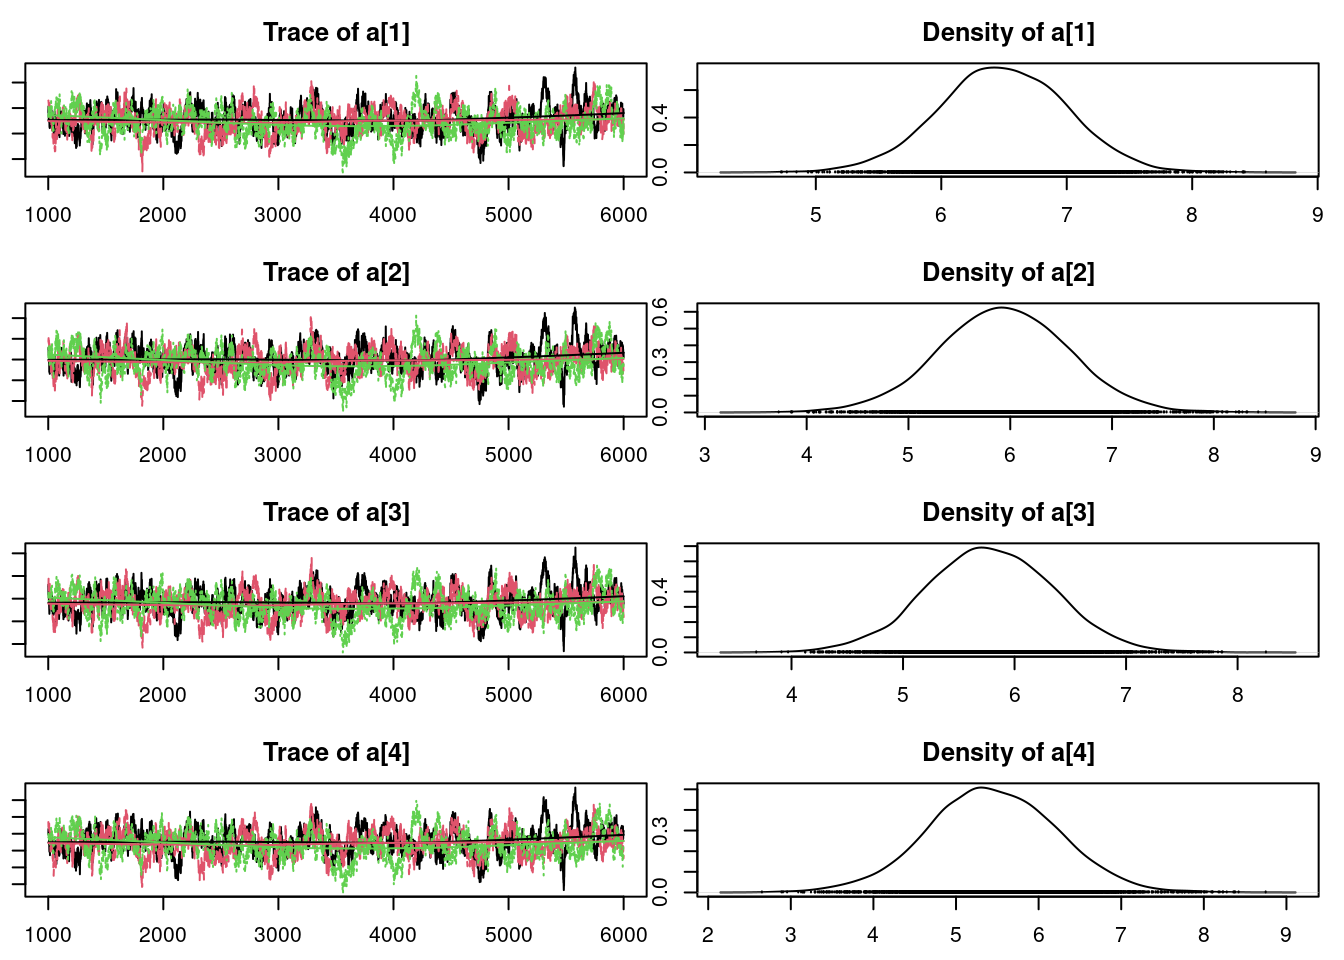 Trace of a[1]
1000 2000 3000 4000 5000 6000
Density of a[1]
0.0 0.4
5 6 7 8 9
Trace of a[2]
1000 2000 3000 4000 5000 6000
Density of a[2]
0.0 0.3 0.6
3 4 5 6 7 8 9
Trace of a[3]
1000 2000 3000 4000 5000 6000
Density of a[3]
0.0 0.4
4 5 6 7 8
Trace of a[4]
1000 2000 3000 4000 5000 6000
Density of a[4]
0.0 0.3
2 3 4 5 6 7 8 9